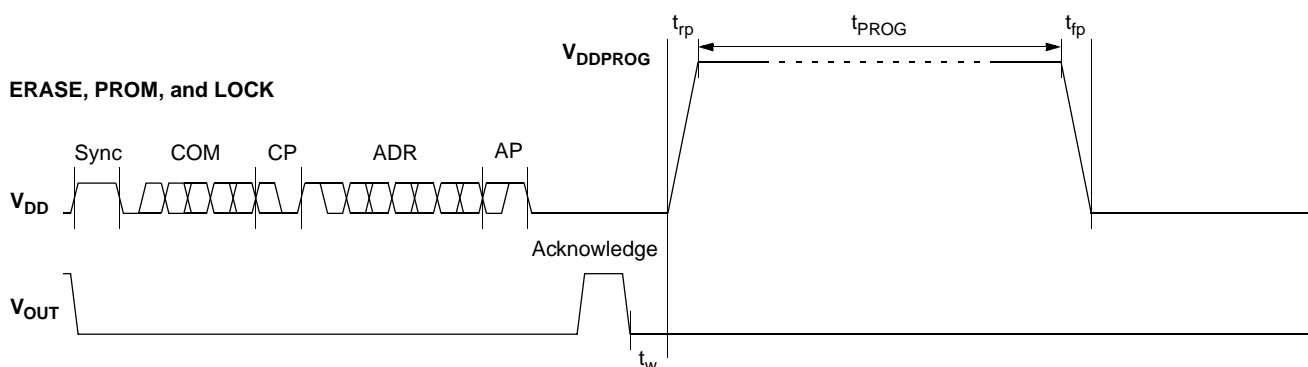 t_rp t_PROG t_fp
V_DDPROG
ERASE, PROM, and LOCK
Sync COM CP ADR AP
V_DD
Acknowledge
V_OUT
t_w